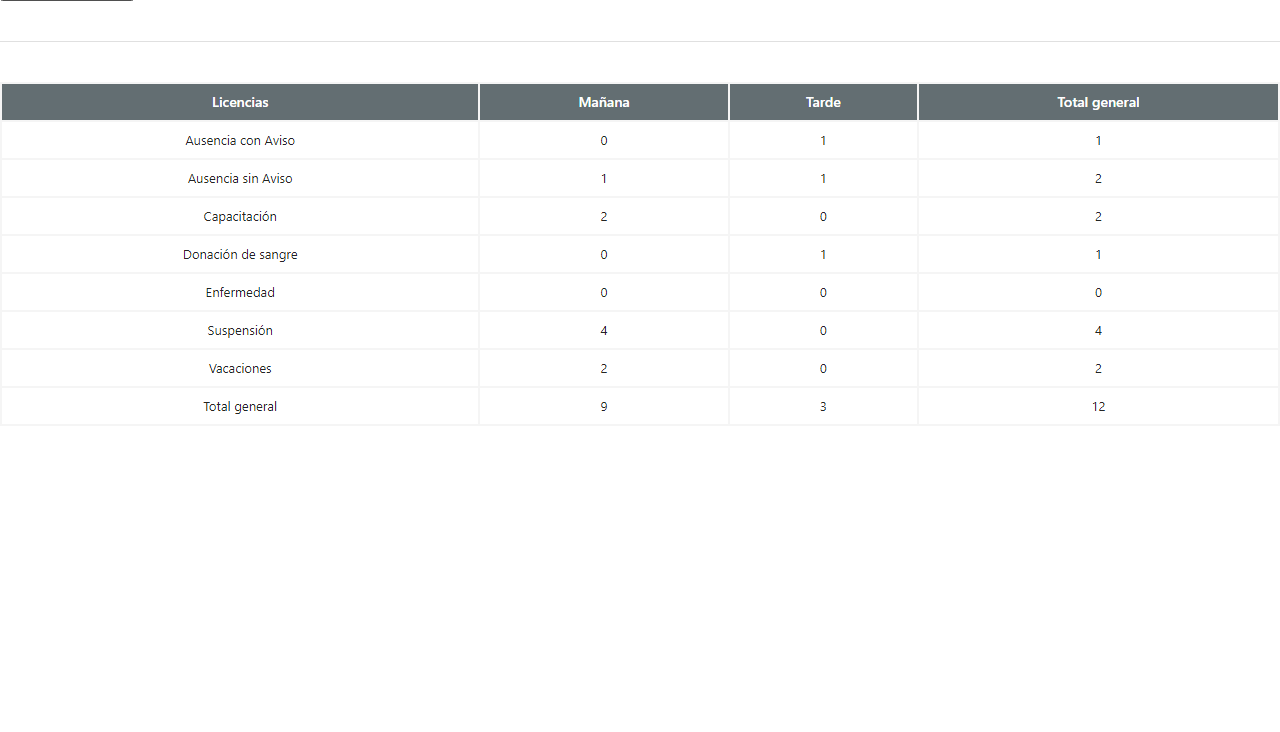 Licencias Mañana Tarde Total general
Ausencia con Aviso 0 1 1
Ausencia sin Aviso 1 1 2
Capacitación 2 0 2
Donación de sangre 0 1 1
Enfermedad 0 0 0
Suspensión 4 0 4
Vacaciones 2 0 2
Total general 9 3 12